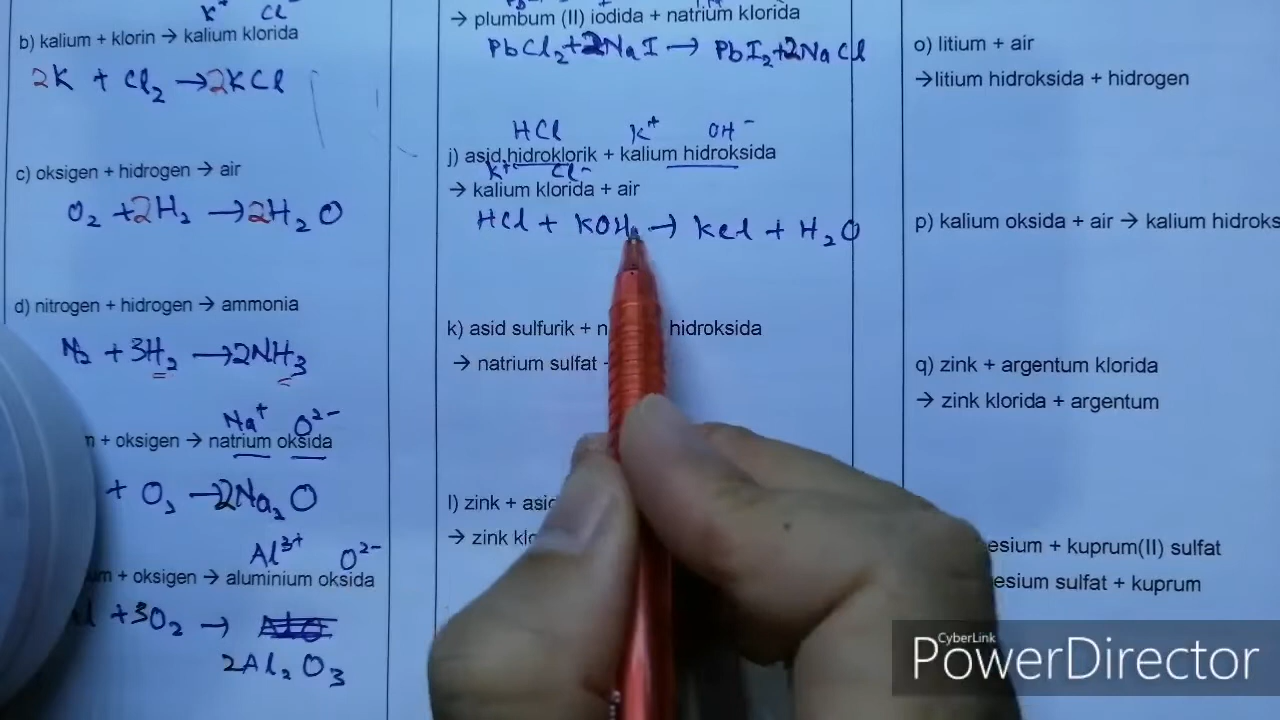 K⁺ Cl⁻
b) kalium + klorin → kalium klorida
2K + Cl₂ → 2KCl
c) oksigen + hidrogen → air
O₂ + 2H₂ → 2H₂O
d) nitrogen + hidrogen → ammonia
N₂ + 3H₂ → 2NH₃
Na⁺ O²⁻
+ oksigen → natrium oksida
+ O₂ → 2Na₂O
Al³⁺ O²⁻
+ oksigen → aluminium oksida
+ 3O₂ →
2Al₂O₃
→ plumbum (II) iodida + natrium klorida
PbCl₂ + 2NaI → PbI₂ + 2NaCl
HCl K⁺ OH⁻
j) asid hidroklorik + kalium hidroksida
K⁺ Cl⁻
→ kalium klorida + air
HCl + KOH → KCl + H₂O
k) asid sulfurik + n hidroksida
→ natrium sulfat
l) zink + asid
→ zink klo
o) litium + air
→litium hidroksida + hidrogen
p) kalium oksida + air → kalium hidroks
q) zink + argentum klorida
→ zink klorida + argentum
esium + kuprum(II) sulfat
esium sulfat + kuprum
CyberLink
PowerDirector